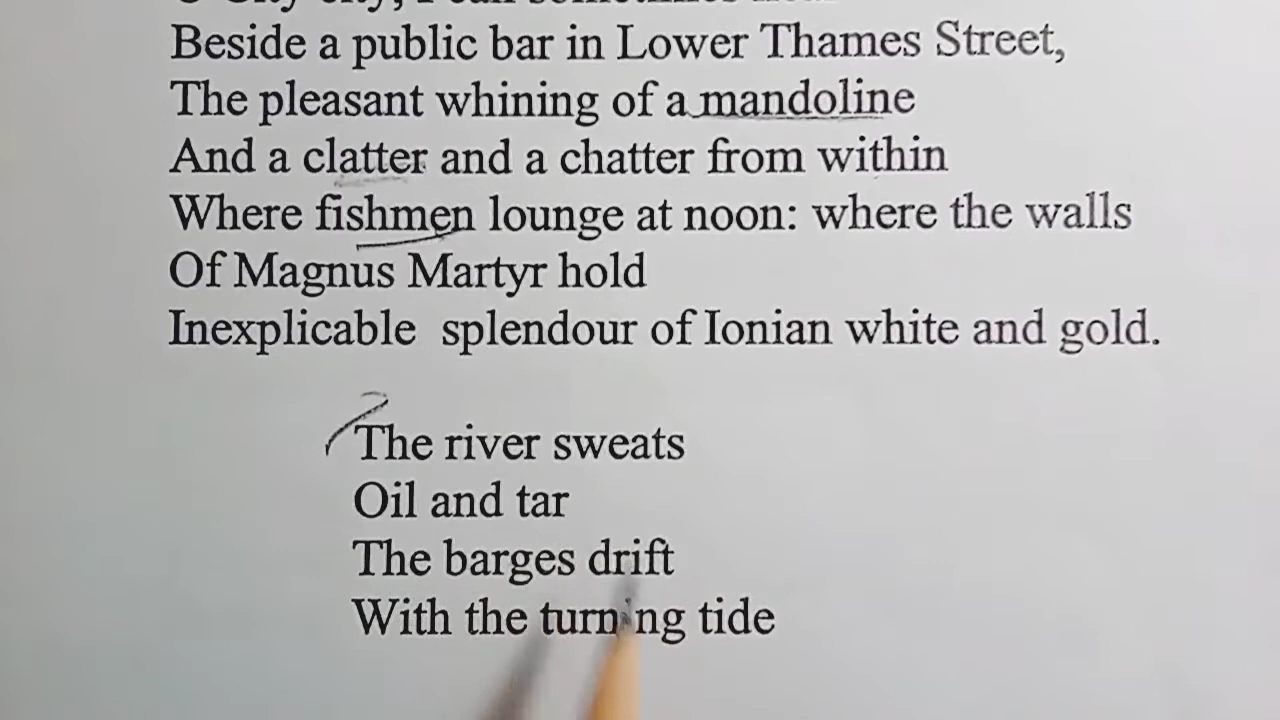 Beside a public bar in Lower Thames Street,
The pleasant whining of a mandoline
And a clatter and a chatter from within
Where fishmen lounge at noon: where the walls
Of Magnus Martyr hold
Inexplicable splendour of Ionian white and gold.
The river sweats
Oil and tar
The barges drift
With the turning tide